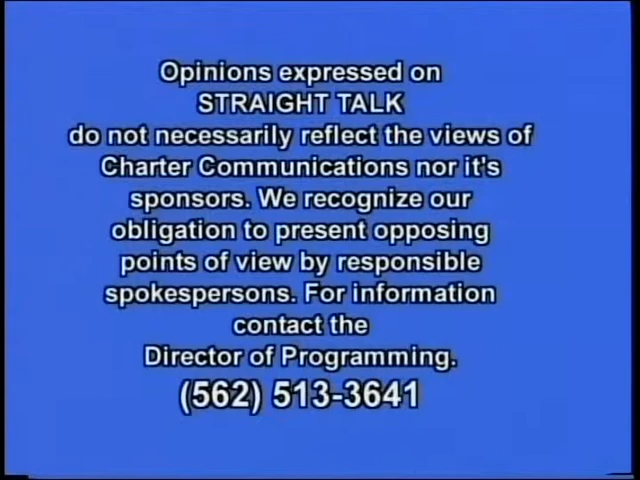 Opinions expressed on
STRAIGHT TALK
do not necessarily reflect the views of
Charter Communications nor it's
sponsors. We recognize our
obligation to present opposing
points of view by responsible
spokespersons. For information
contact the
Director of Programming.
(562) 513-3641